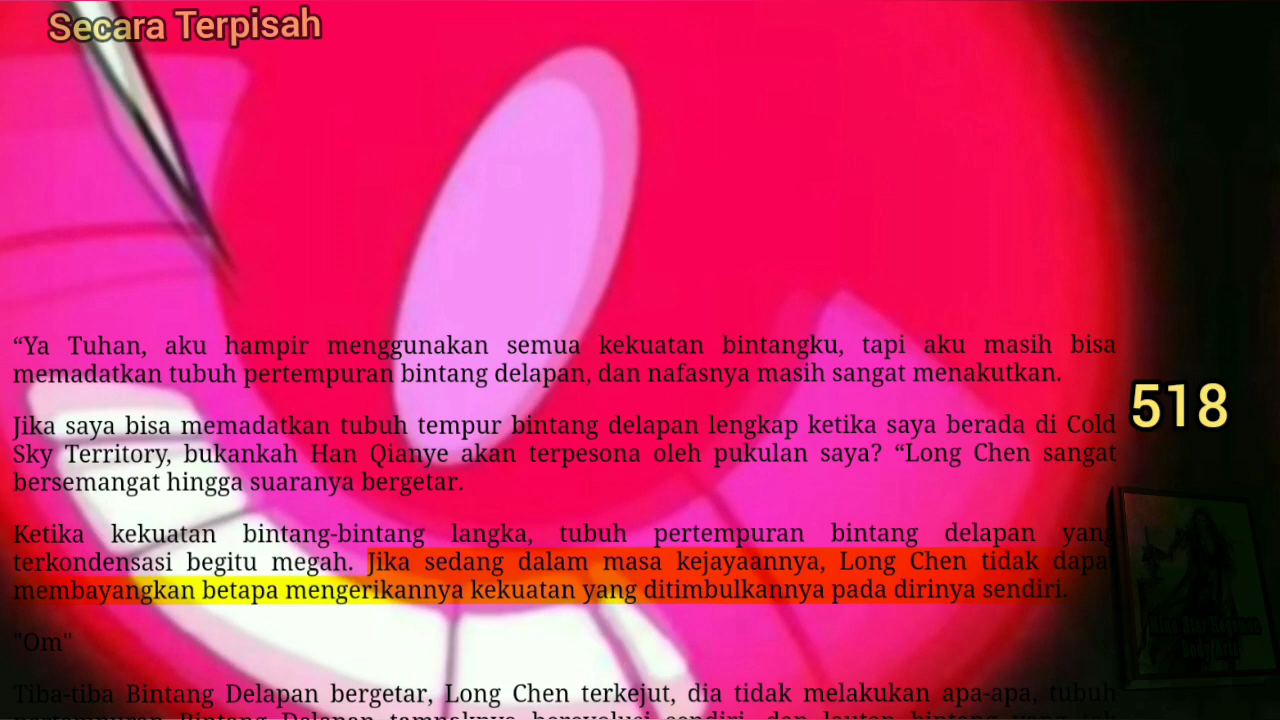 Secara Terpisah
“Ya Tuhan, aku hampir menggunakan semua kekuatan bintangku, tapi aku masih bisa
memadatkan tubuh pertempuran bintang delapan, dan nafasnya masih sangat menakutkan.
Jika saya bisa memadatkan tubuh tempur bintang delapan lengkap ketika saya berada di Cold
Sky Territory, bukankah Han Qianye akan terpesona oleh pukulan saya? “Long Chen sangat
bersemangat hingga suaranya bergetar.
518
Ketika kekuatan bintang-bintang langka, tubuh pertempuran bintang delapan yang
terkondensasi begitu megah. Jika sedang dalam masa kejayaannya, Long Chen tidak dapat
membayangkan betapa mengerikannya kekuatan yang ditimbulkannya pada dirinya sendiri.
"Om"
Tiba-tiba Bintang Delapan bergetar, Long Chen terkejut, dia tidak melakukan apa-apa, tubuh